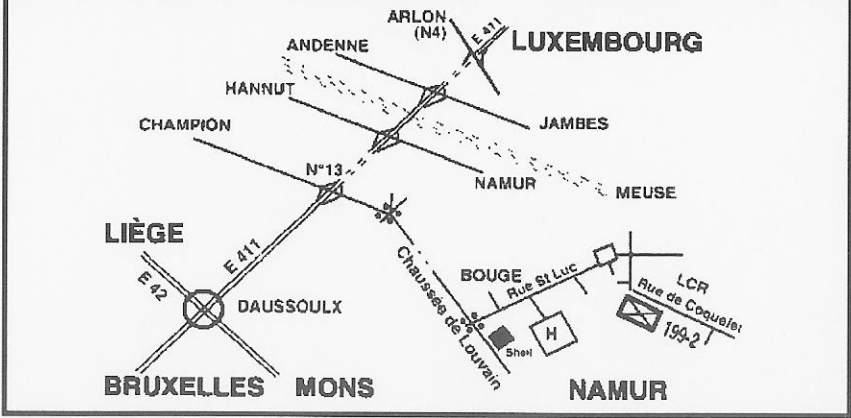 ARLON
(N4)
E 411
LUXEMBOURG
ANDENNE
HANNUT
CHAMPION
JAMBES
N°13
NAMUR
MEUSE
LIÈGE
E 411
E 42
DAUSSOULX
Chaussée de Louvain
BOUGE
Rue St Luc
LCR
Rue de Coquelet
199-2
H
Shell
BRUXELLES
MONS
NAMUR